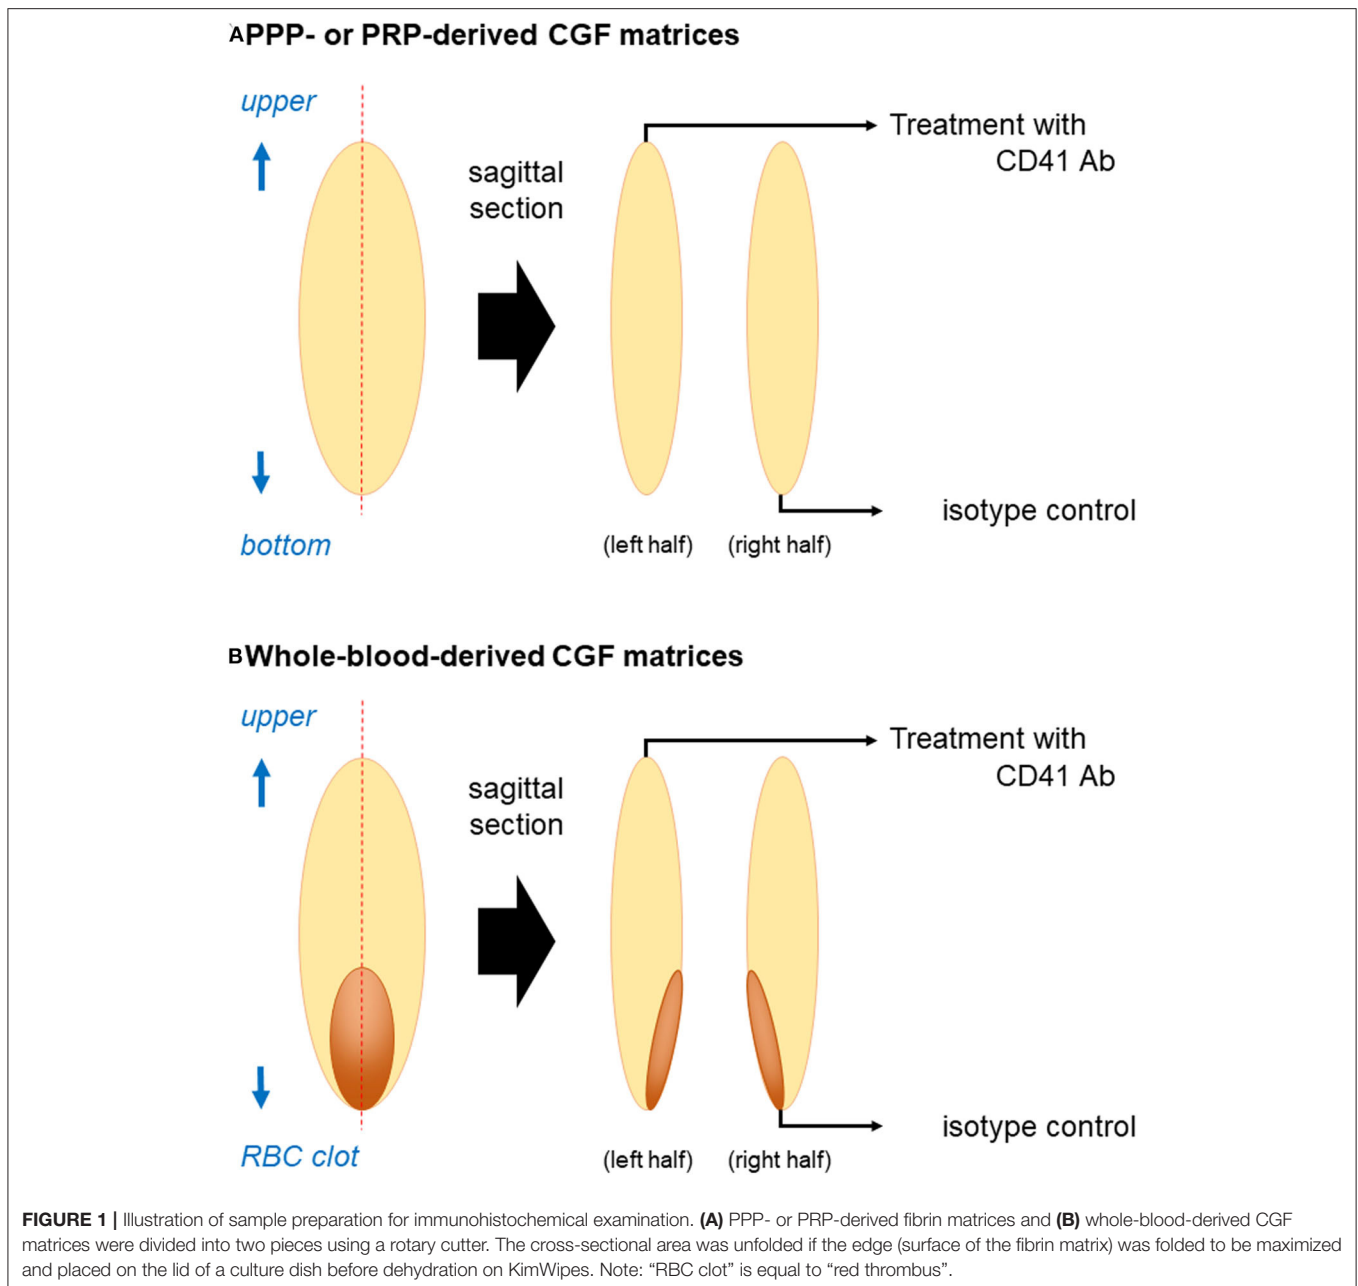 APPP- or PRP-derived CGF matrices
upper
Treatment with
CD41 Ab
sagittal
section
isotype control
bottom
(left half)
(right half)
BWhole-blood-derived CGF matrices
upper
Treatment with
CD41 Ab
sagittal
section
isotype control
RBC clot
(left half)
(right half)
FIGURE 1 | Illustration of sample preparation for immunohistochemical examination. (A) PPP- or PRP-derived fibrin matrices and (B) whole-blood-derived CGF
matrices were divided into two pieces using a rotary cutter. The cross-sectional area was unfolded if the edge (surface of the fibrin matrix) was folded to be maximized
and placed on the lid of a culture dish before dehydration on KimWipes. Note: “RBC clot” is equal to “red thrombus”.